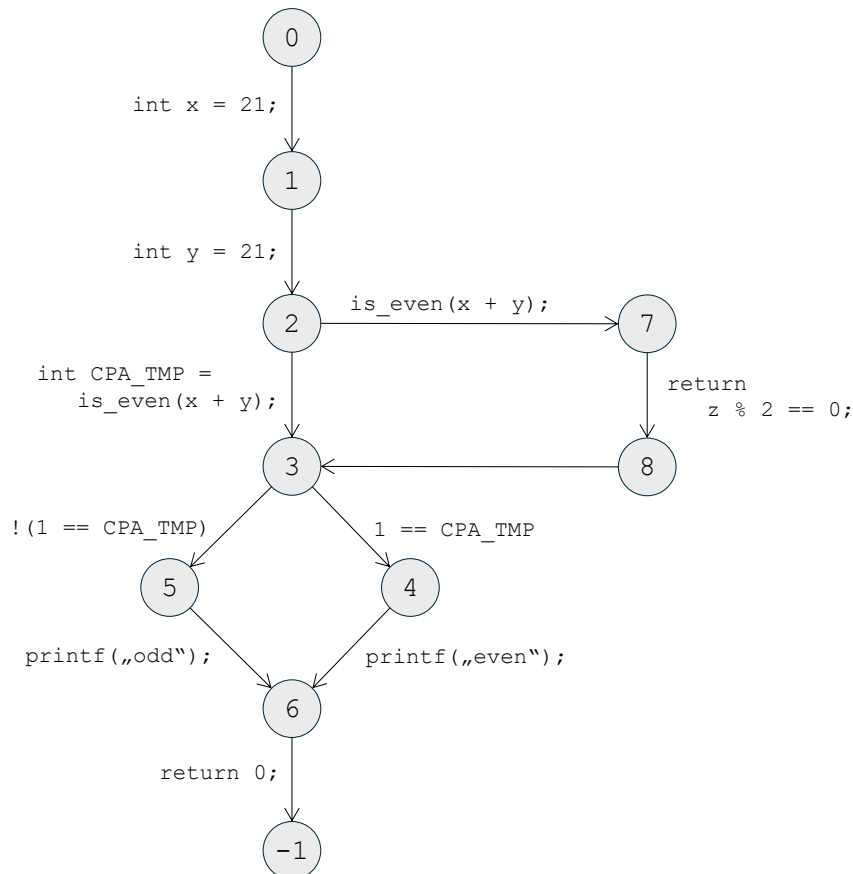 0
int x = 21;
1
int y = 21;
2
is_even(x + y);
7
int CPA_TMP =
is_even(x + y);
return
z % 2 == 0;
3
8
!(1 == CPA_TMP)
1 == CPA_TMP
5
4
printf(„odd“);
printf(„even“);
6
return 0;
-1